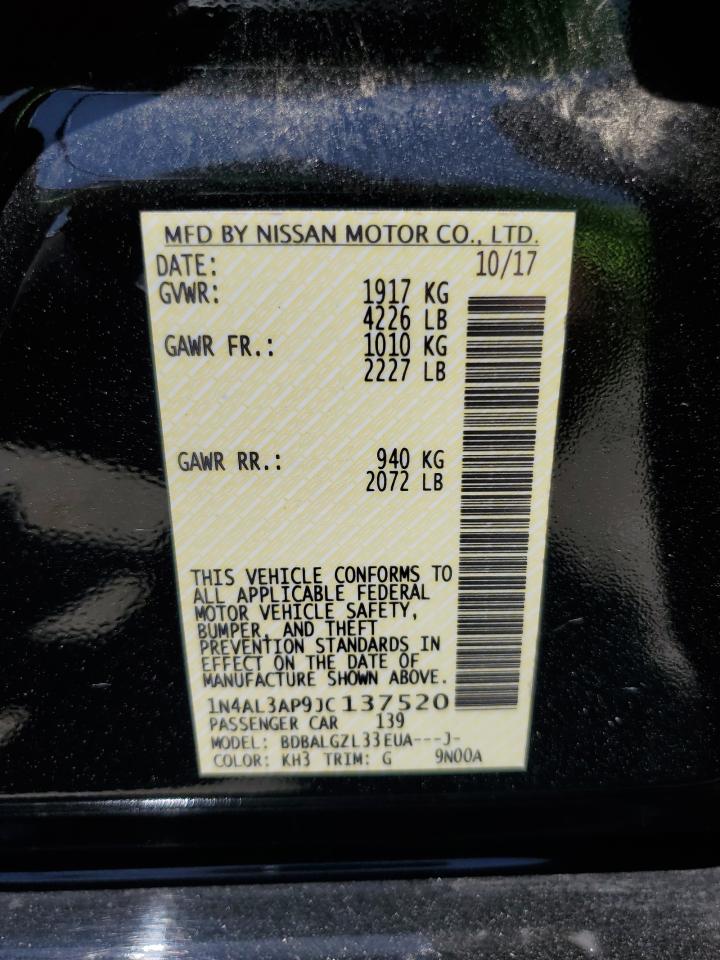 MFD BY NISSAN MOTOR CO., LTD.
DATE: 10/17
GVWR: 1917 KG
4226 LB
GAWR FR.: 1010 KG
2227 LB
GAWR RR.: 940 KG
2072 LB
THIS VEHICLE CONFORMS TO
ALL APPLICABLE FEDERAL
MOTOR VEHICLE SAFETY,
BUMPER, AND THEFT
PREVENTION STANDARDS IN
EFFECT ON THE DATE OF
MANUFACTURE SHOWN ABOVE.
1N4AL3AP9JC137520
PASSENGER CAR 139
MODEL: BDBALGZL33EUA---J-
COLOR: KH3 TRIM: G 9N00A